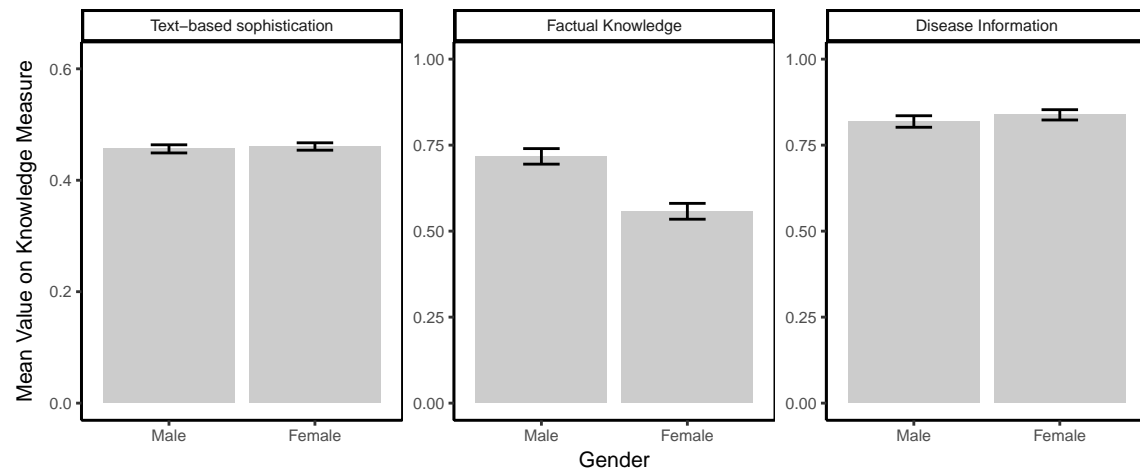 Text−based sophistication
Factual Knowledge
Disease Information
Mean Value on Knowledge Measure
0.6
0.4
0.2
0.0
1.00
0.75
0.50
0.25
0.00
1.00
0.75
0.50
0.25
0.00
Male Female
Male Female
Male Female
Gender